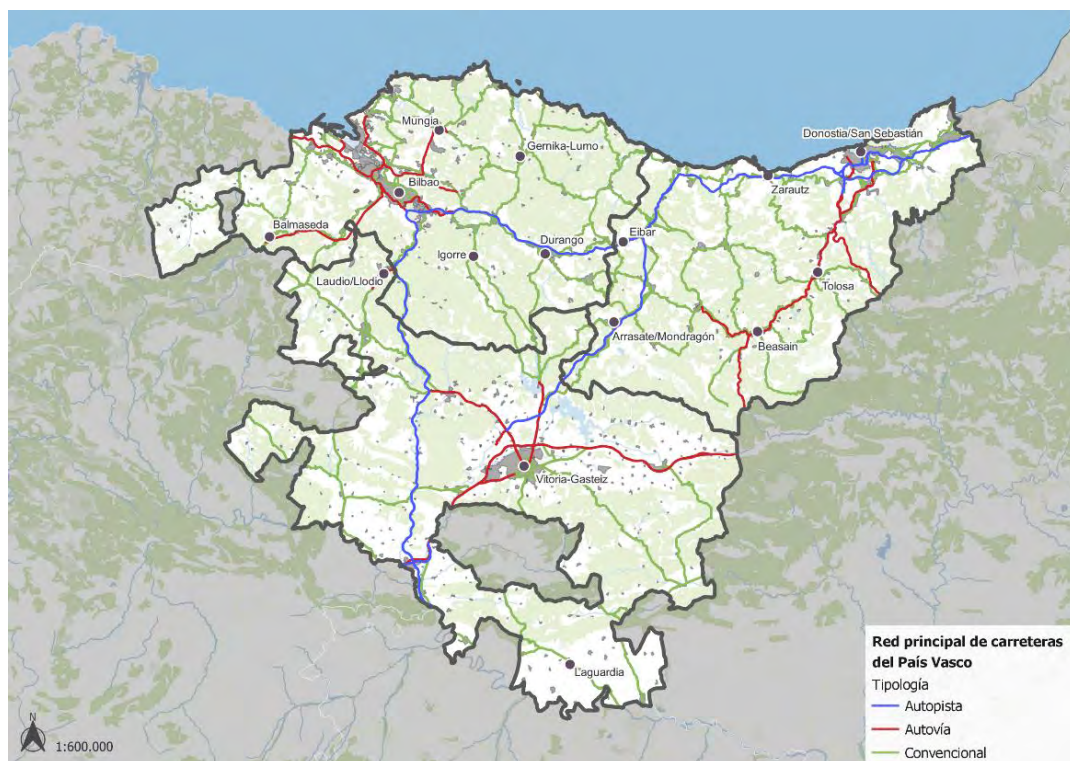 Mungia
Gernika-Lumo
Donostia/San Sebastián
Bilbao
Zarautz
Balmaseda
Eibar
Durango
Igorre
Laudio/Llodio
Tolosa
Arrasate/Mondragón
Beasain
Vitoria-Gasteiz
Laguardia
Red principal de carreteras
del País Vasco
Tipología
Autopista
Autovía
Convencional
N
1:600.000